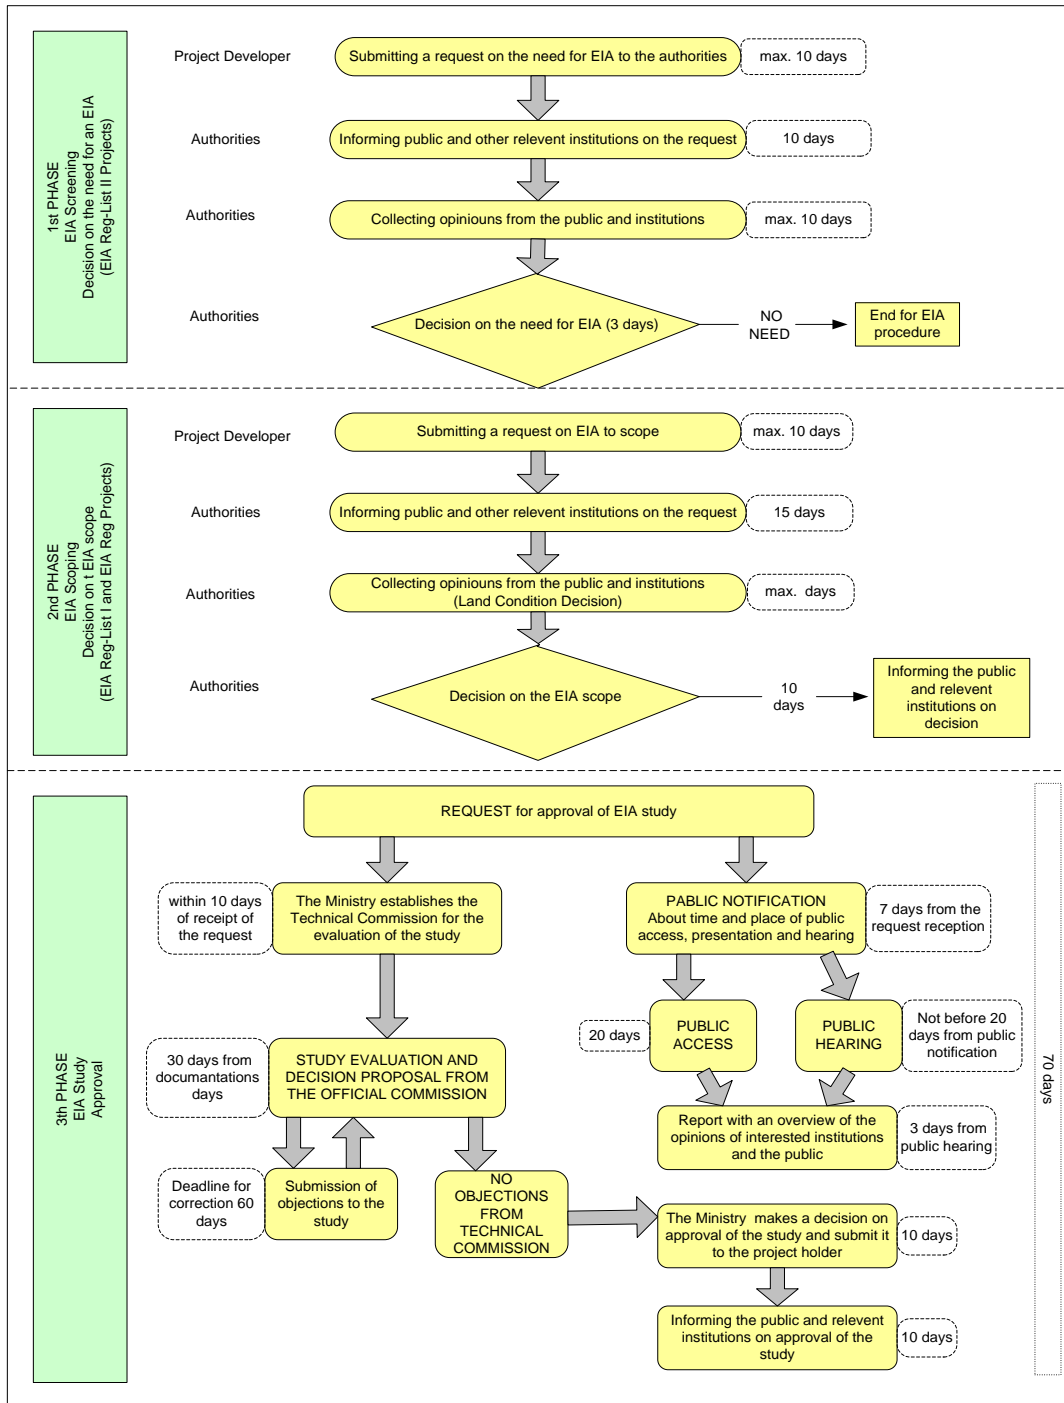 1st PHASE
EIA Screening
Decision on the need for an EIA
(EIA Reg-List II Projects)
Project Developer
Submitting a request on the need for EIA to the authorities
max. 10 days
Authorities
Informing public and other relevent institutions on the request
10 days
Authorities
Collecting opiniouns from the public and institutions
max. 10 days
Authorities
Decision on the need for EIA (3 days)
NO
NEED
End for EIA
procedure
2nd PHASE
EIA Scoping
Decision on t EIA scope
(EIA Reg-List I and EIA Reg Projects)
Project Developer
Submitting a request on EIA to scope
max. 10 days
Authorities
Informing public and other relevent institutions on the request
15 days
Authorities
Collecting opiniouns from the public and institutions
(Land Condition Decision)
max. days
Authorities
Decision on the EIA scope
10
days
Informing the public
and relevent
institutions on
decision
3th PHASE
EIA Study
Approval
REQUEST for approval of EIA study
within 10 days
of receipt of
the request
The Ministry establishes the
Technical Commission for the
evaluation of the study
PABLIC NOTIFICATION
About time and place of public
access, presentation and hearing
7 days from the
request reception
20 days
PUBLIC
ACCESS
PUBLIC
HEARING
Not before 20
days from public
notification
30 days from
documantations
days
STUDY EVALUATION AND
DECISION PROPOSAL FROM
THE OFFICIAL COMMISSION
Report with an overview of the
opinions of interested institutions
and the public
3 days from
public hearing
Deadline for
correction 60
days
Submission of
objections to the
study
NO
OBJECTIONS
FROM
TECHNICAL
COMMISSION
The Ministry makes a decision on
approval of the study and submit it
to the project holder
10 days
Informing the public and relevent
institutions on approval of the
study
10 days
70 days